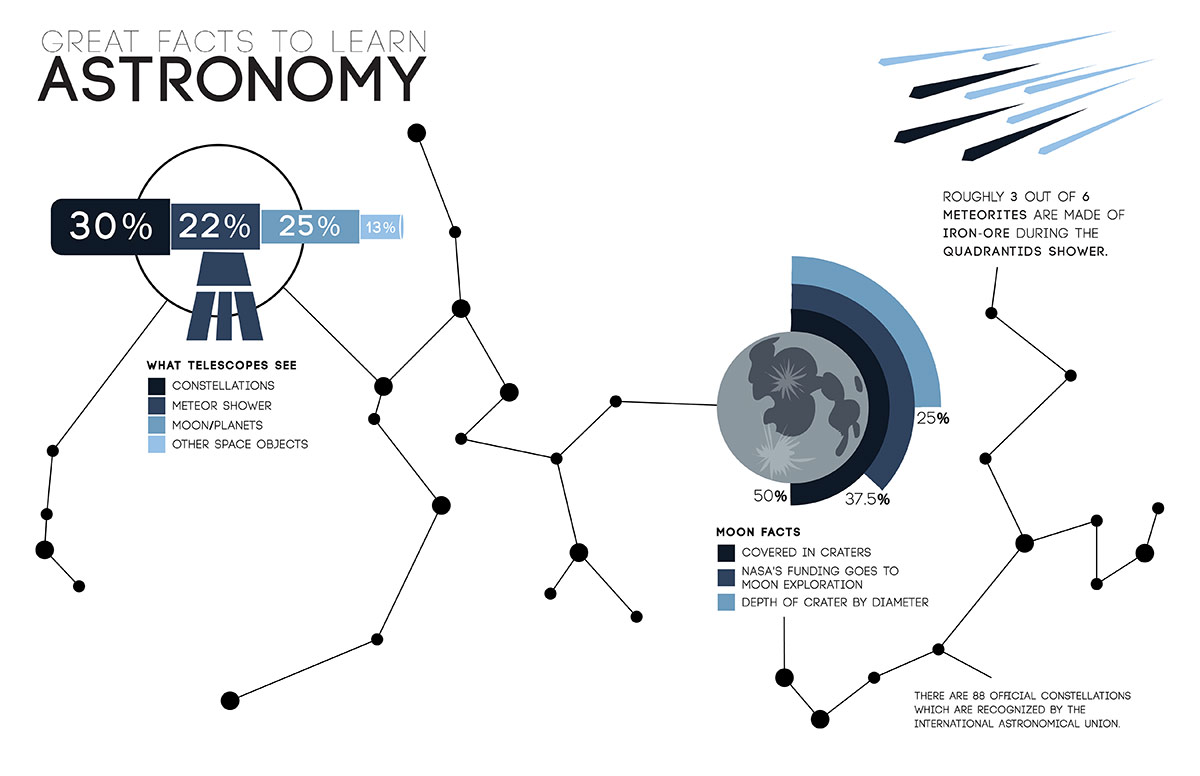 GREAT FACTS TO LEARN
ASTRONOMY
30%
22%
25%
13%
WHAT TELESCOPES SEE
CONSTELLATIONS
METEOR SHOWER
MOON/PLANETS
OTHER SPACE OBJECTS
ROUGHLY 3 OUT OF 6
METEORITES ARE MADE OF
IRON-ORE DURING THE
QUADRANTIDS SHOWER.
25%
50%
37.5%
MOON FACTS
COVERED IN CRATERS
NASA'S FUNDING GOES TO
MOON EXPLORATION
DEPTH OF CRATER BY DIAMETER
THERE ARE 88 OFFICIAL CONSTELLATIONS
WHICH ARE RECOGNIZED BY THE
INTERNATIONAL ASTRONOMICAL UNION.